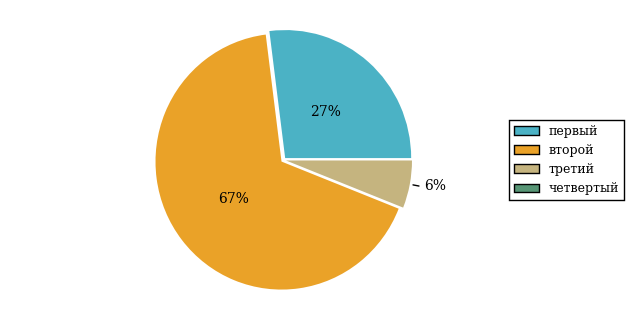 27%
67%
6%
первый
второй
третий
четвертый